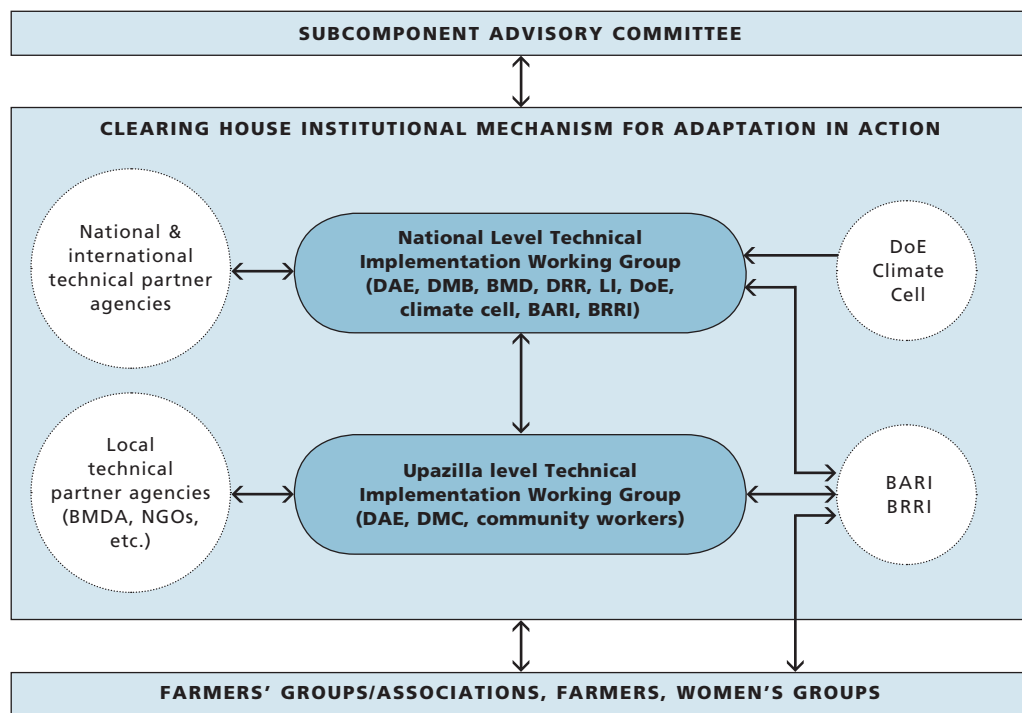 SUBCOMPONENT ADVISORY COMMITTEE
CLEARING HOUSE INSTITUTIONAL MECHANISM FOR ADAPTATION IN ACTION
National &
international
technical partner
agencies
National Level Technical
Implementation Working Group
(DAE, DMB, BMD, DRR, LI, DoE,
climate cell, BARI, BRRI)
DoE
Climate
Cell
Local
technical
partner agencies
(BMDA, NGOs,
etc.)
Upazilla level Technical
Implementation Working Group
(DAE, DMC, community workers)
BARI
BRRI
FARMERS’ GROUPS/ASSOCIATIONS, FARMERS, WOMEN’S GROUPS